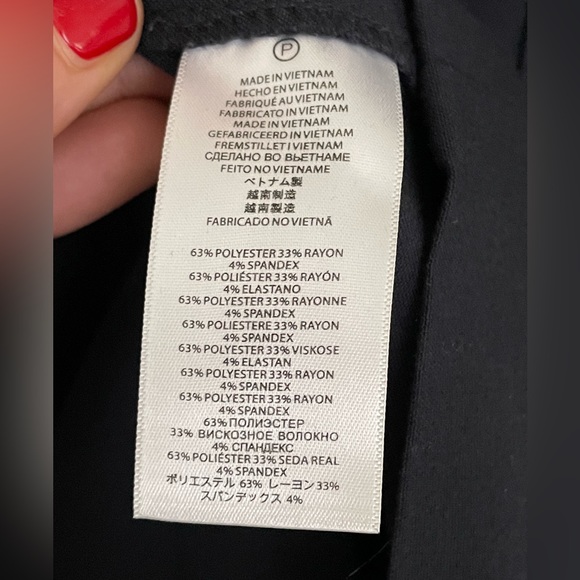 P
MADE IN VIETNAM
HECHO EN VIETNAM
FABRIQUÉ AU VIETNAM
FABBRICATO IN VIETNAM
MADE IN VIETNAM
GEFABRICEERD IN VIETNAM
FREMSTILLET I VIETNAM
СДЕЛАНО ВО ВЬЕТНАМЕ
FEITO NO VIETNAME
ベトナム製
越南制造
越南製造
FABRICADO NO VIETNÃ
63% POLYESTER 33% RAYON
4% SPANDEX
63% POLIÉSTER 33% RAYÓN
4% ELASTANO
63% POLYESTER 33% RAYONNE
4% SPANDEX
63% POLIESTERE 33% RAYON
4% SPANDEX
63% POLYESTER 33% VISKOSE
4% ELASTAN
63% POLYESTER 33% RAYON
4% SPANDEX
63% POLYESTER 33% RAYON
4% SPANDEX
63% ПОЛИЭСТЕР
33% ВИСКОЗНОЕ ВОЛОКНО
4% СПАНДЕКС
63% POLIÉSTER 33% SEDA REAL
4% SPANDEX
ポリエステル 63% レーヨン 33%
スパンデックス 4%